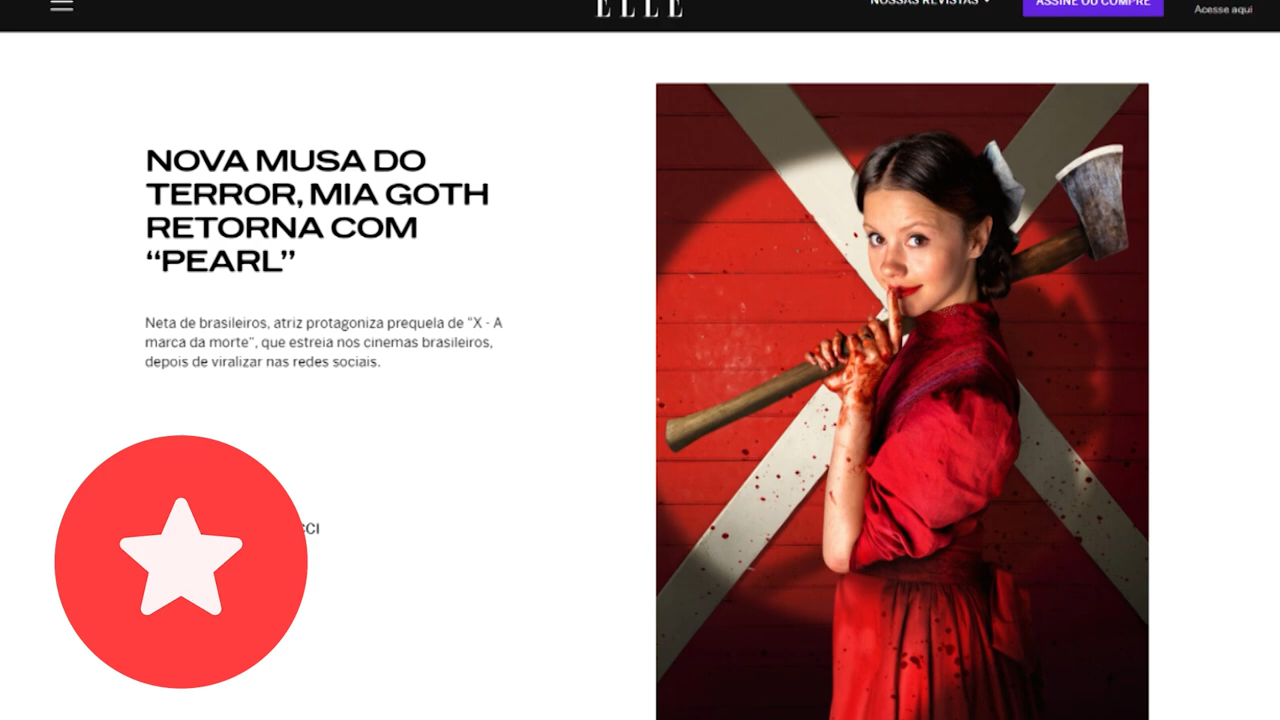 ELLE
NOSSAS REVISTAS
ASSINE OU COMPRE
Acesse aqui
NOVA MUSA DO
TERROR, MIA GOTH
RETORNA COM
“PEARL”
Neta de brasileiros, atriz protagoniza prequela de "X - A
marca da morte", que estreia nos cinemas brasileiros,
depois de viralizar nas redes sociais.